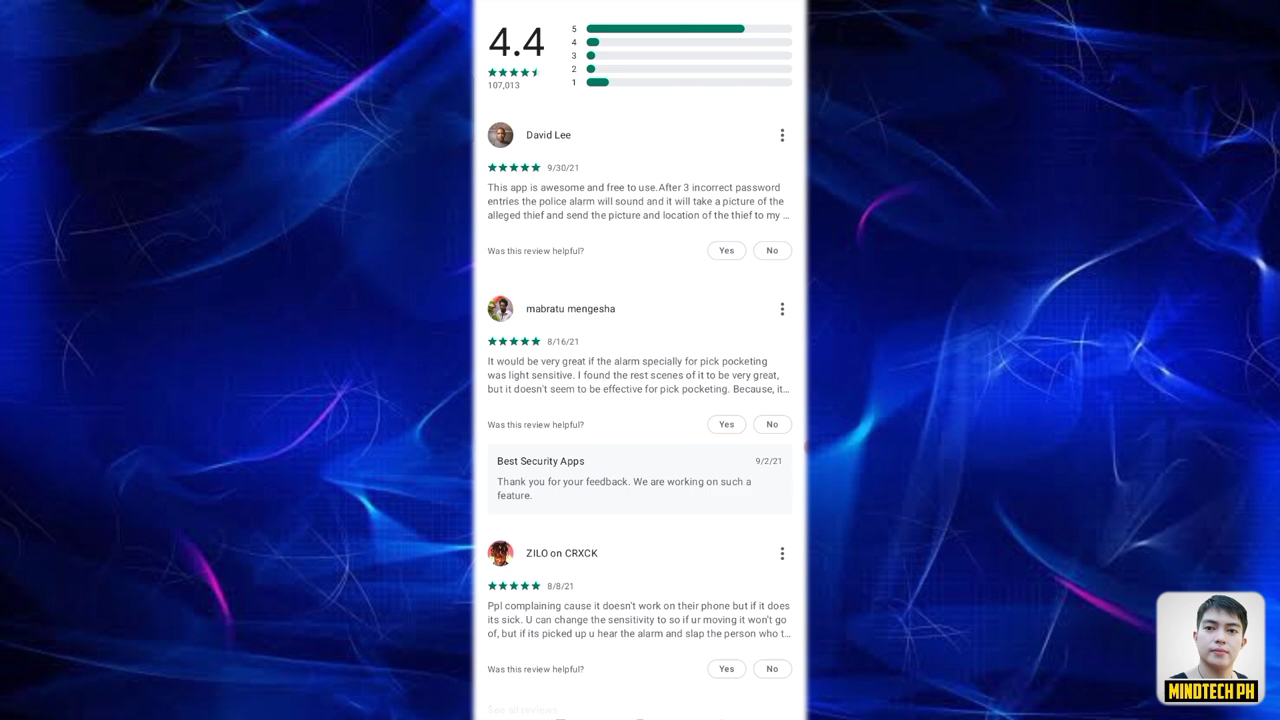 4.4
5
4
3
2
1
107,013
David Lee
9/30/21
This app is awesome and free to use.After 3 incorrect password
entries the police alarm will sound and it will take a picture of the
alleged thief and send the picture and location of the thief to my ...
Was this review helpful?
Yes
No
mabratu mengesha
8/16/21
It would be very great if the alarm specially for pick pocketing
was light sensitive. I found the rest scenes of it to be very great,
but it doesn't seem to be effective for pick pocketing. Because, it...
Was this review helpful?
Yes
No
Best Security Apps
9/2/21
Thank you for your feedback. We are working on such a
feature.
ZILO on CRXCK
8/8/21
Ppl complaining cause it doesn't work on their phone but if it does
its sick. U can change the sensitivity to so if ur moving it won't go
of, but if its picked up u hear the alarm and slap the person who t...
Was this review helpful?
Yes
No
See all reviews
MINDTECH PH